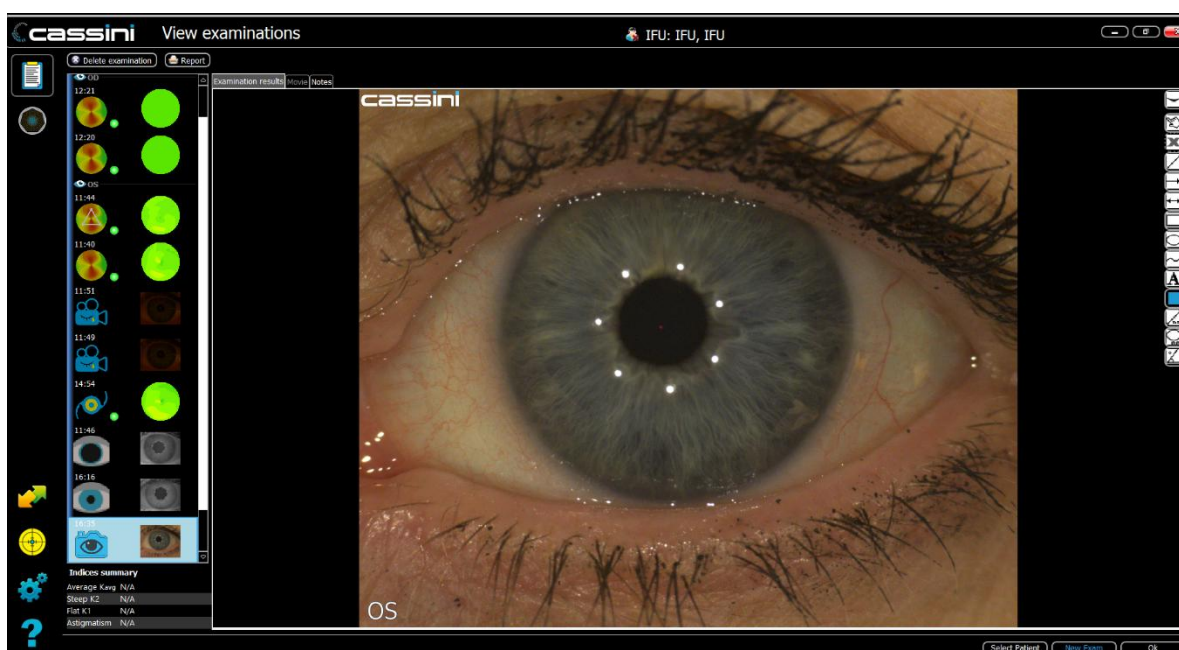 cassini View examinations IFU: IFU, IFU
Delete examination Report
Examination results Movie Notes
OD
12:21
12:20
OS
11:44
11:40
11:51
11:49
14:54
11:46
16:16
16:35
cassini
OS
A
Indices summary
Average Kavg N/A
Steep K2 N/A
Flat K1 N/A
Astigmatism N/A
?
Select Patient New Exam Ok